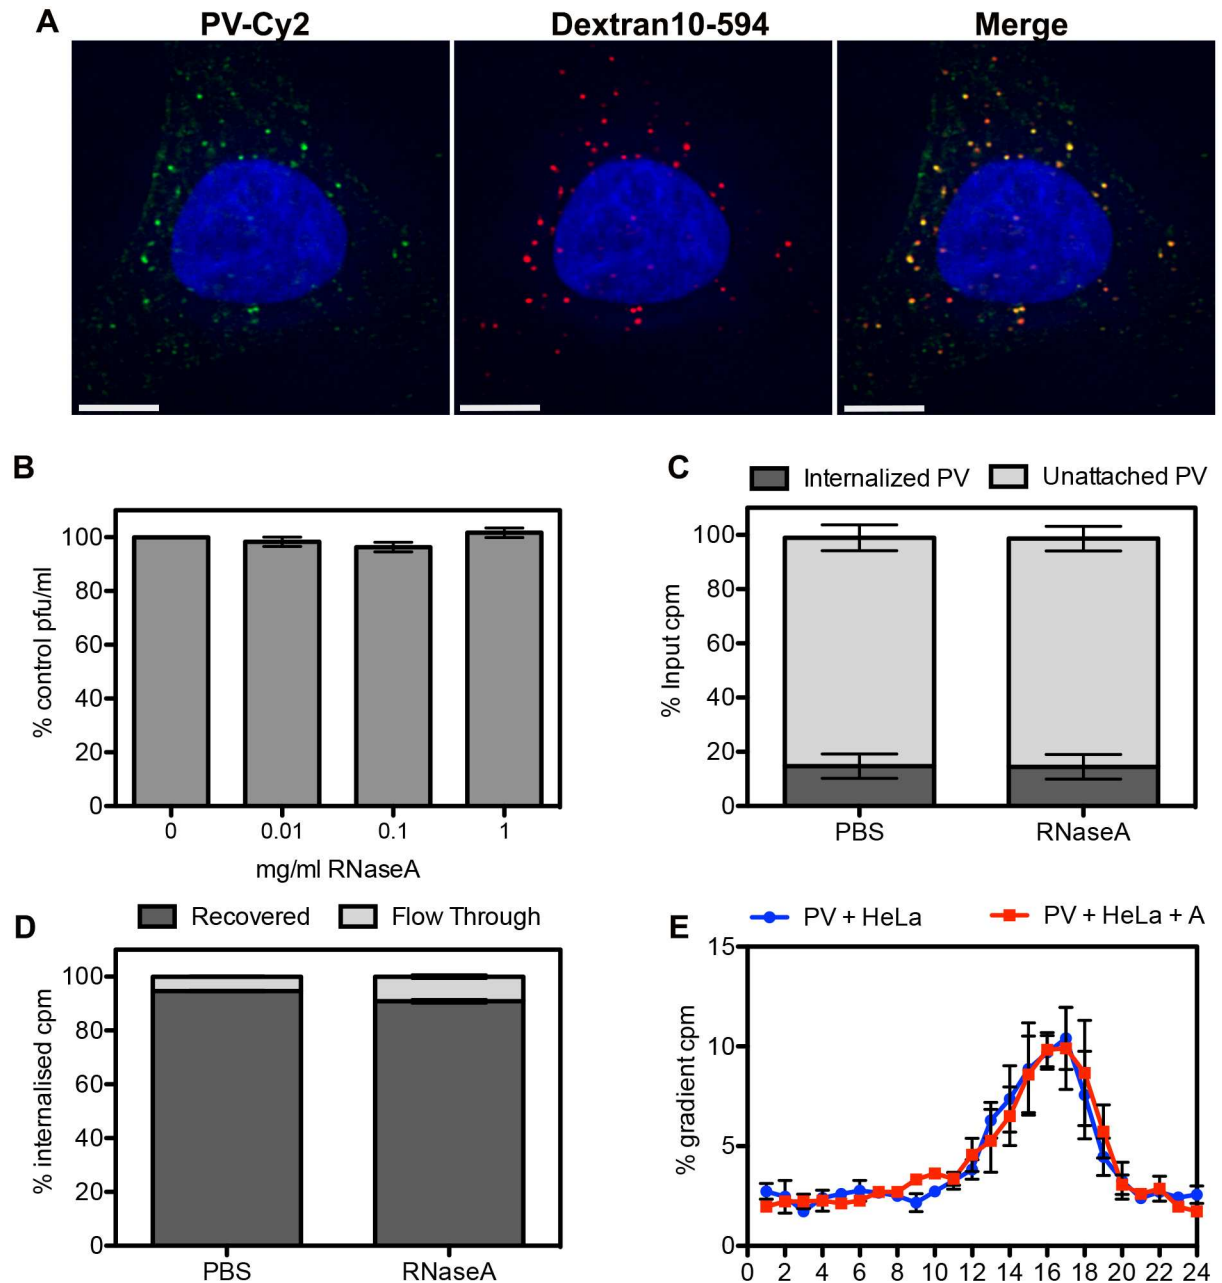 A
PV-Cy2 Dextran10-594 Merge
B
% control pfu/ml
100
80
60
40
20
0
0 0.01 0.1 1
mg/ml RNaseA
C
Internalized PV Unattached PV
% Input cpm
100
80
60
40
20
0
PBS RNaseA
D
Recovered Flow Through
% internalised cpm
100
80
60
40
20
0
PBS RNaseA
E
PV + HeLa PV + HeLa + A
% gradient cpm
15
10
5
0
0 2 4 6 8 10 12 14 16 18 20 22 24